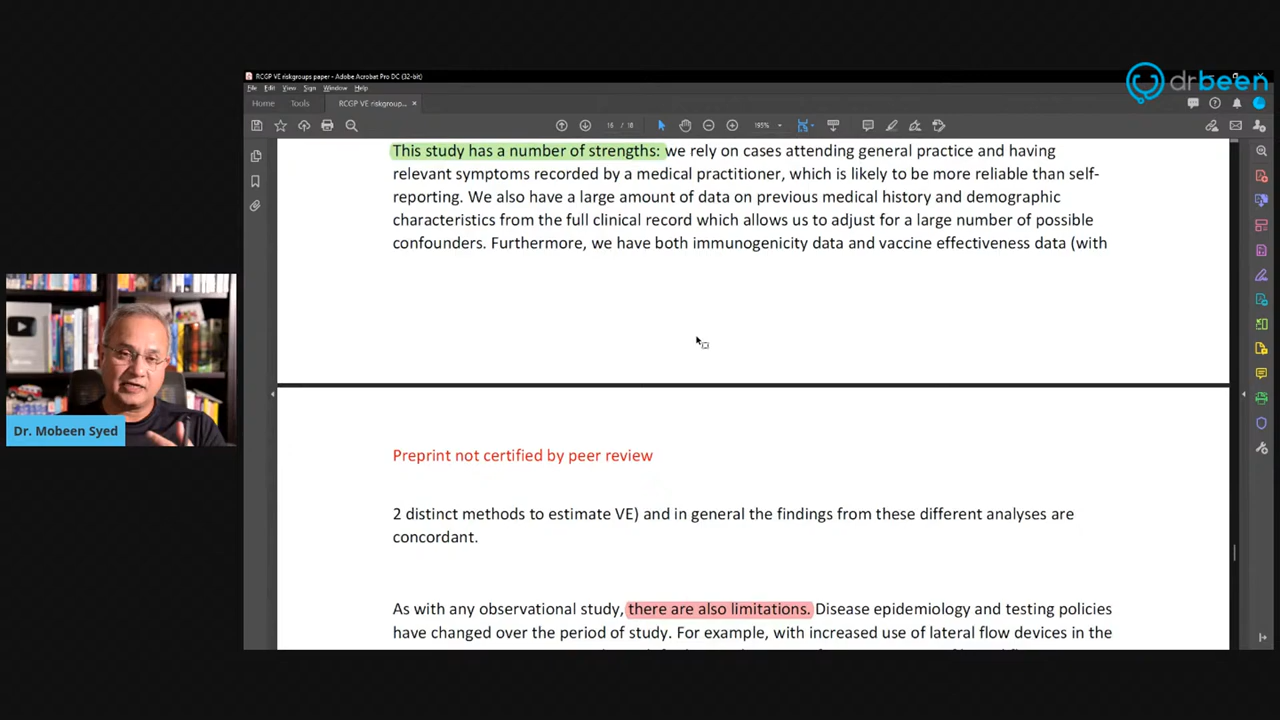 drbeen
RCGP VE riskgroups paper - Adobe Acrobat Pro DC (32-bit)
File Edit View Sign Window Help
Home Tools RCGP VE riskgroup... ×
16 / 18 195%
This study has a number of strengths: we rely on cases attending general practice and having
relevant symptoms recorded by a medical practitioner, which is likely to be more reliable than self-
reporting. We also have a large amount of data on previous medical history and demographic
characteristics from the full clinical record which allows us to adjust for a large number of possible
confounders. Furthermore, we have both immunogenicity data and vaccine effectiveness data (with
Dr. Mobeen Syed
Preprint not certified by peer review
2 distinct methods to estimate VE) and in general the findings from these different analyses are
concordant.
As with any observational study, there are also limitations. Disease epidemiology and testing policies
have changed over the period of study. For example, with increased use of lateral flow devices in the